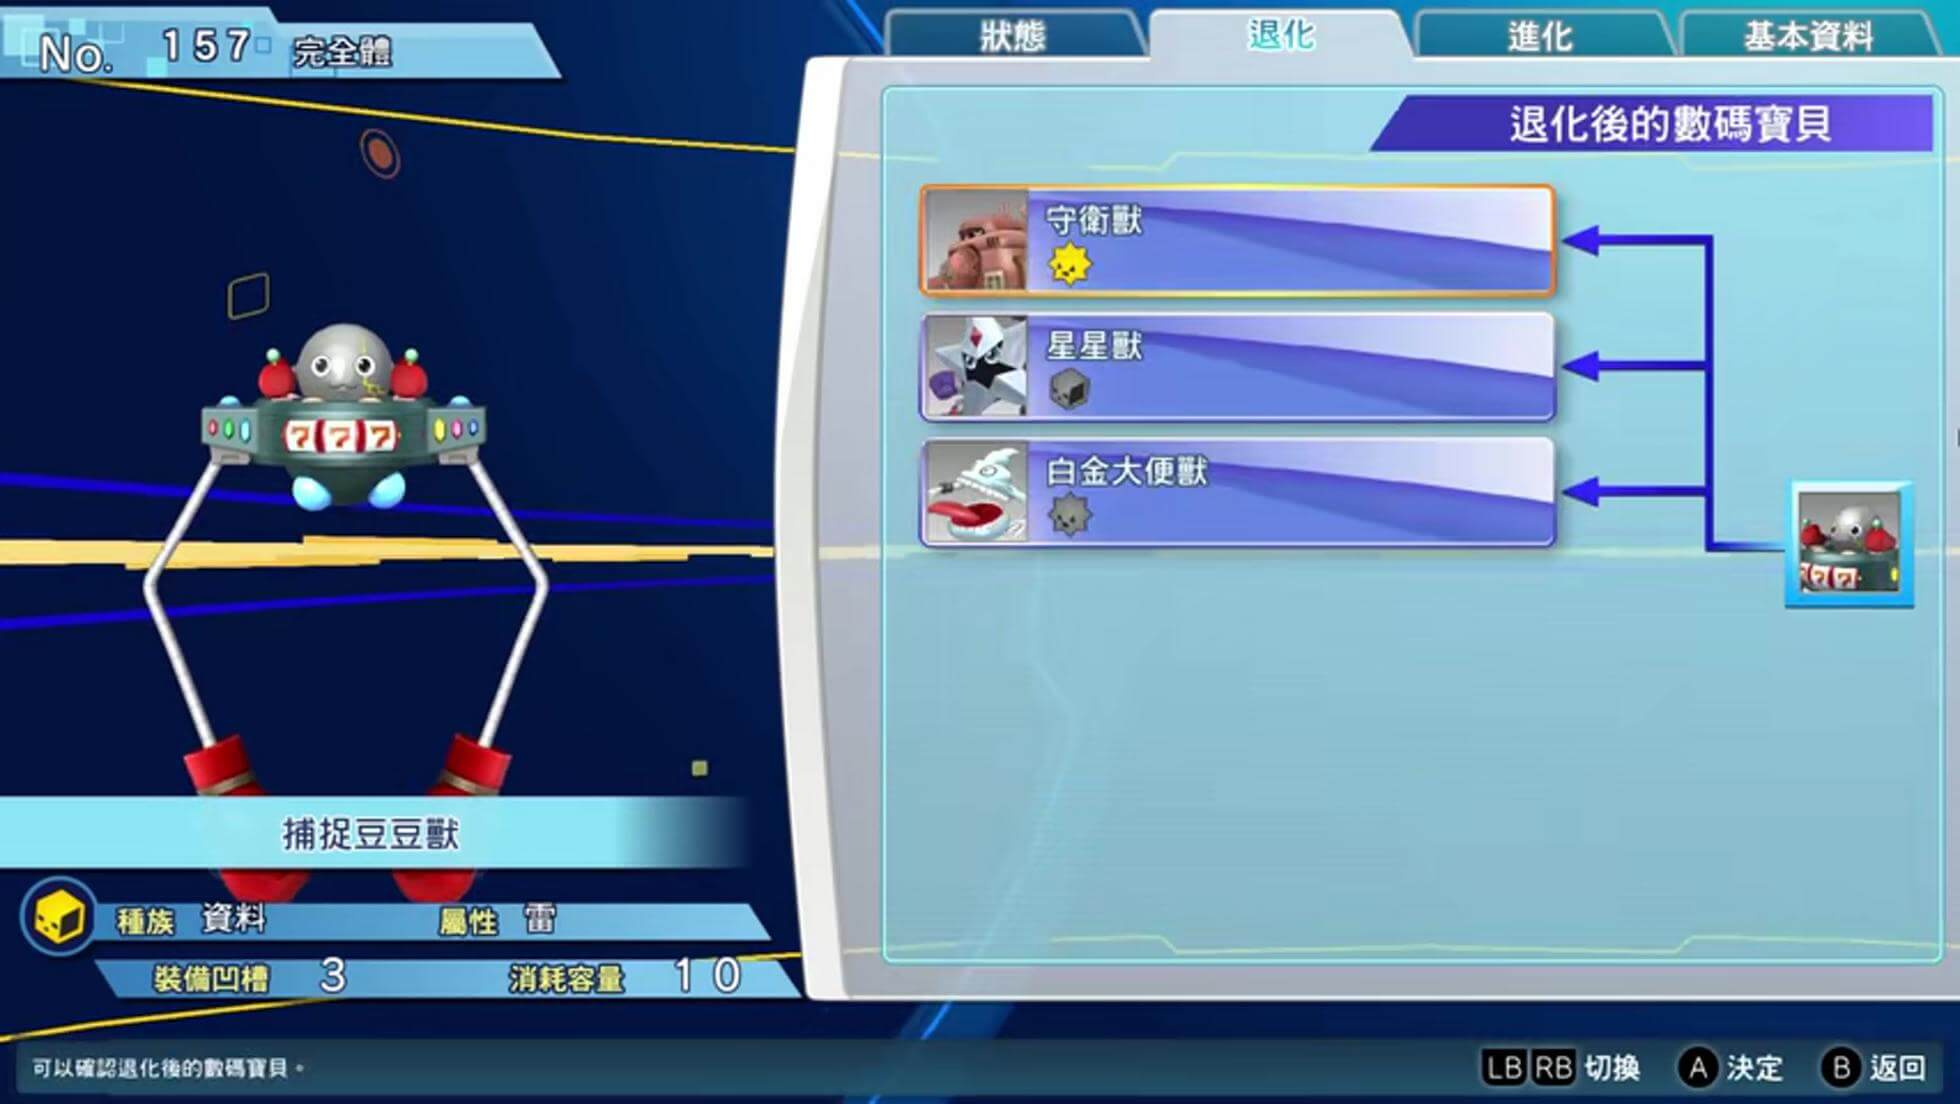 No. 157 完全體
狀態 退化 進化 基本資料
退化後的數碼寶貝
守衛獸
星星獸
白金大便獸
777
777
捕捉豆豆獸
種族 資料 屬性 雷
裝備凹槽 3 消耗容量 10
可以確認退化後的數碼寶貝。
LB RB 切換 A 決定 B 返回